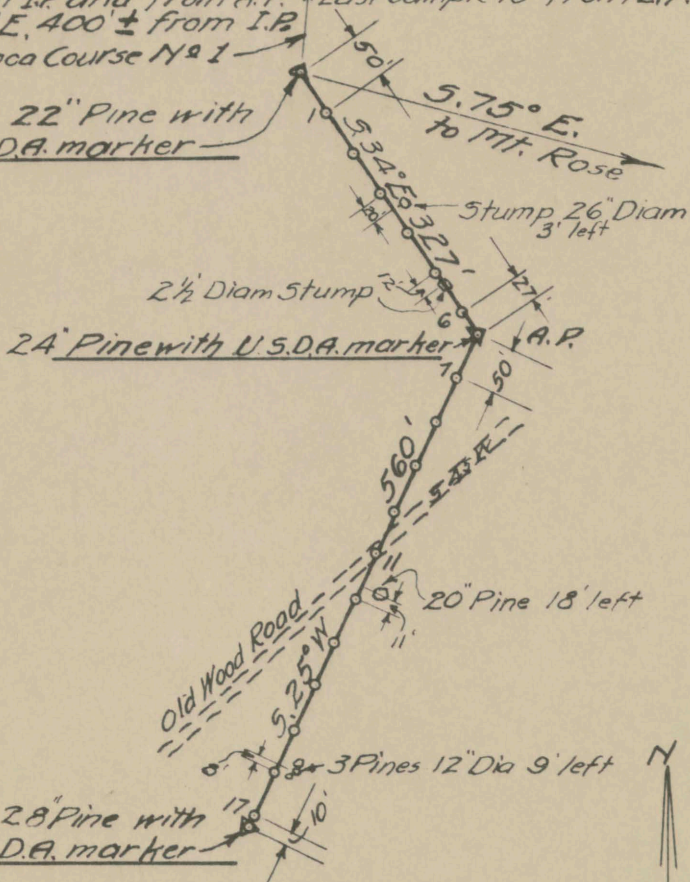 E. 400' ± from I.P.
Course Nº 1
50'
S. 75° E.
to Mt. Rose
22" Pine with
D.A. marker
1
S. 34° E. 327'
20'
Stump 26" Diam
3' left
2½' Diam Stump
12'
6
27'
24" Pine with U.S.D.A. marker
A.P.
7
50'
560'
11
20" Pine 18' left
11'
Old Wood Road
S. 25° W
8'
3 Pines 12" Dia 9' left
N
17
10'
28" Pine with
D.A. marker